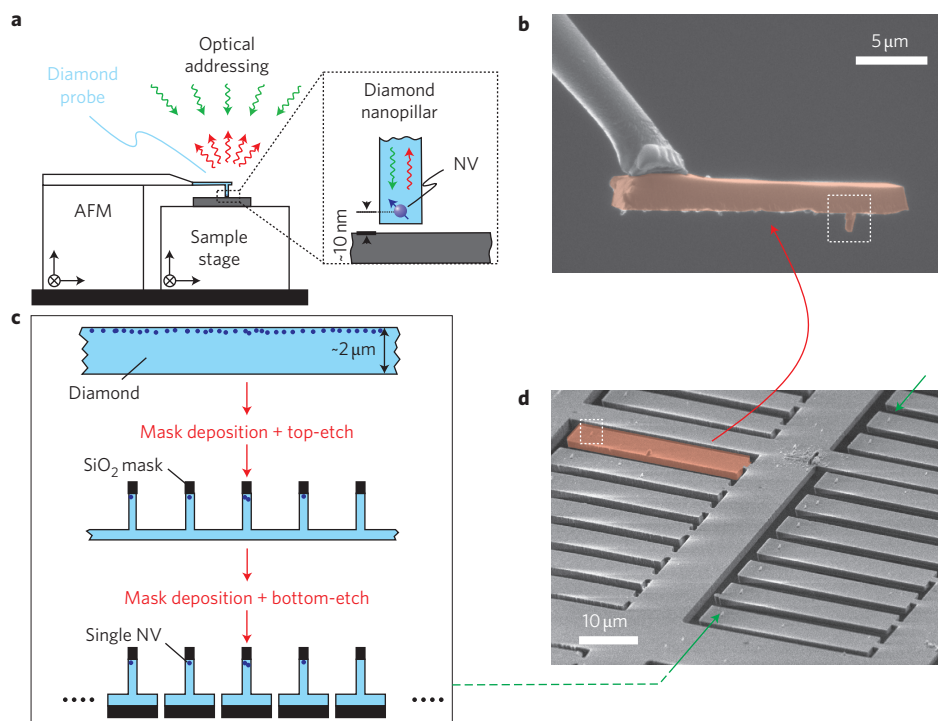 a
Optical
addressing
Diamond
probe
Diamond
nanopillar
NV
~10 nm
AFM
Sample
stage
b
5 µm
c
~2 µm
Diamond
Mask deposition + top-etch
SiO₂ mask
Mask deposition + bottom-etch
Single NV
d
10 µm